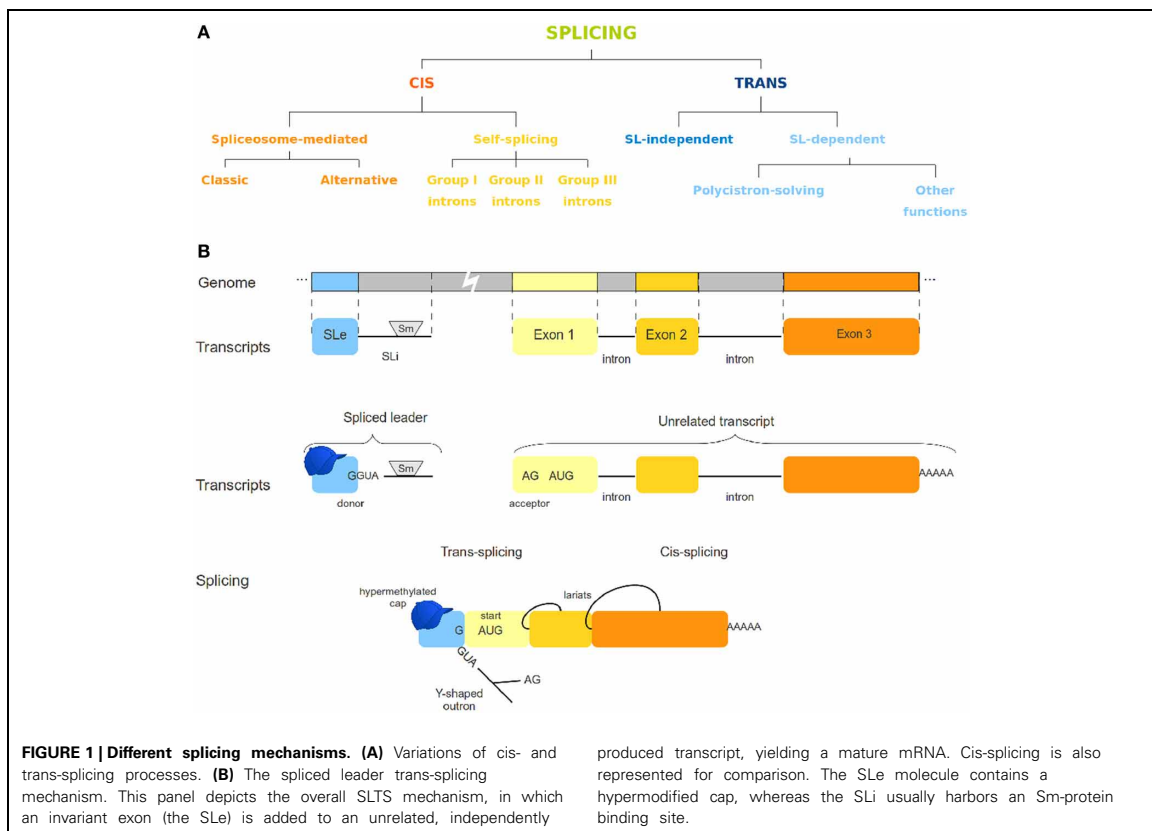 A
SPLICING
CIS TRANS
Spliceosome-mediated Self-splicing SL-independent SL-dependent
Classic Alternative Group I introns Group II introns Group III introns Polycistron-solving Other functions
B
Genome ... ...
Transcripts SLe Sm SLi Exon 1 intron Exon 2 intron Exon 3
Spliced leader Unrelated transcript
Transcripts GGUA Sm AG AUG AAAAA
donor acceptor intron intron
Trans-splicing Cis-splicing
Splicing
hypermethylated cap
lariats
start
G AUG AAAAA
GUA
AG
Y-shaped outron
FIGURE 1 | Different splicing mechanisms. (A) Variations of cis- and
trans-splicing processes. (B) The spliced leader trans-splicing
mechanism. This panel depicts the overall SLTS mechanism, in which
an invariant exon (the SLe) is added to an unrelated, independently
produced transcript, yielding a mature mRNA. Cis-splicing is also
represented for comparison. The SLe molecule contains a
hypermodified cap, whereas the SLi usually harbors an Sm-protein
binding site.